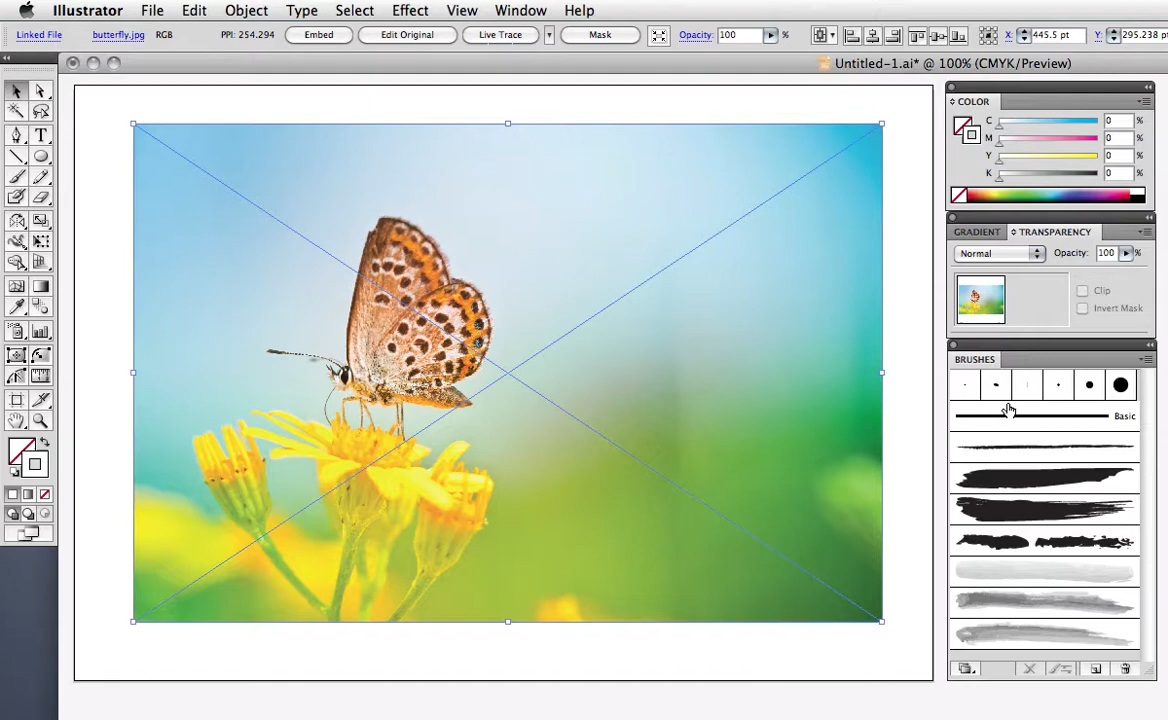 Illustrator File Edit Object Type Select Effect View Window Help
Linked File butterfly.jpg RGB PPI: 254.294 Embed Edit Original Live Trace Mask Opacity: 100 % X: 445.5 pt Y: 295.238 pt
Untitled-1.ai* @ 100% (CMYK/Preview)
COLOR
C 0 %
M 0 %
Y 0 %
K 0 %
GRADIENT TRANSPARENCY
Normal Opacity: 100 %
Clip
Invert Mask
BRUSHES
Basic